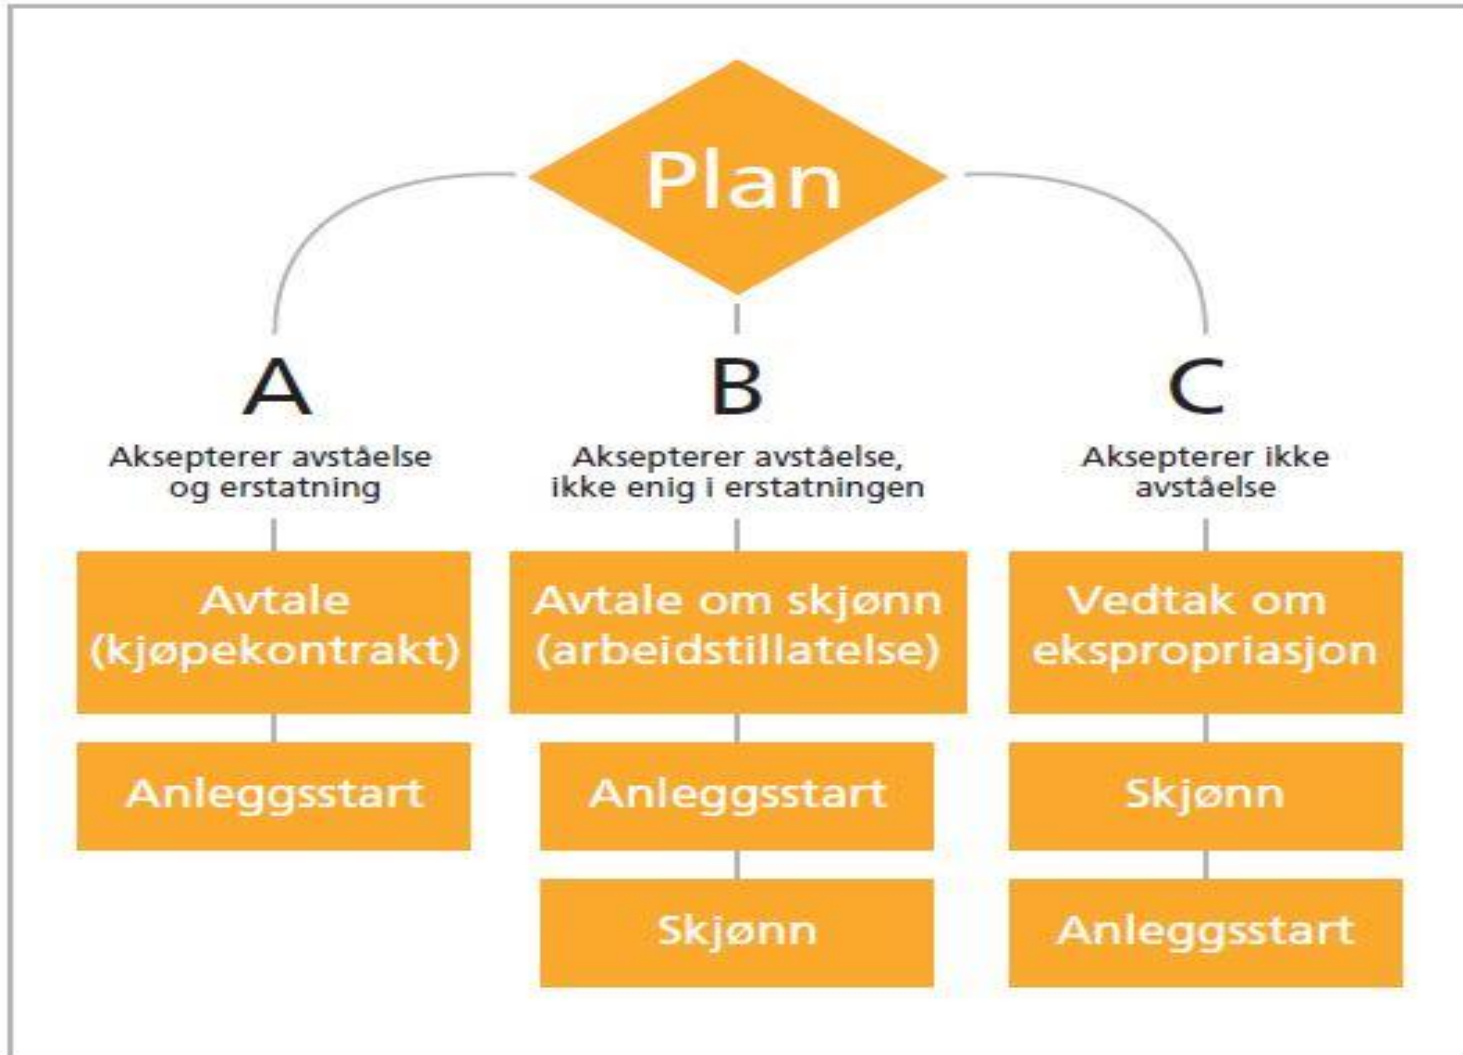 Plan
A
Aksepterer avståelse
og erstatning
Avtale
(kjøpekontrakt)
Anleggsstart
B
Aksepterer avståelse,
ikke enig i erstatningen
Avtale om skjønn
(arbeidstillatelse)
Anleggsstart
Skjønn
C
Aksepterer ikke
avståelse
Vedtak om
ekspropriasjon
Skjønn
Anleggsstart